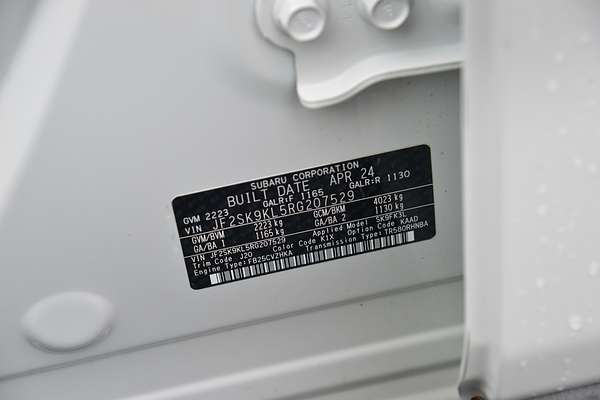 SUBARU CORPORATION
BUILT DATE APR 24
GVM 2223 GALR:F 1165 GALR:R 1130
VIN JF2SK9KL5RG207529
GVM/BVM 2223 kg GCM/BKM 4023 kg
GA/BA 1 1165 kg GA/BA 2 1130 kg
VIN JF2SK9KL5RG207529 Applied Model SK9FK3L
Trim Code J20 Color Code K1X Option Code KAAD
Engine Type:FB25CVZHKA Transmission Type:TR580RHNBA